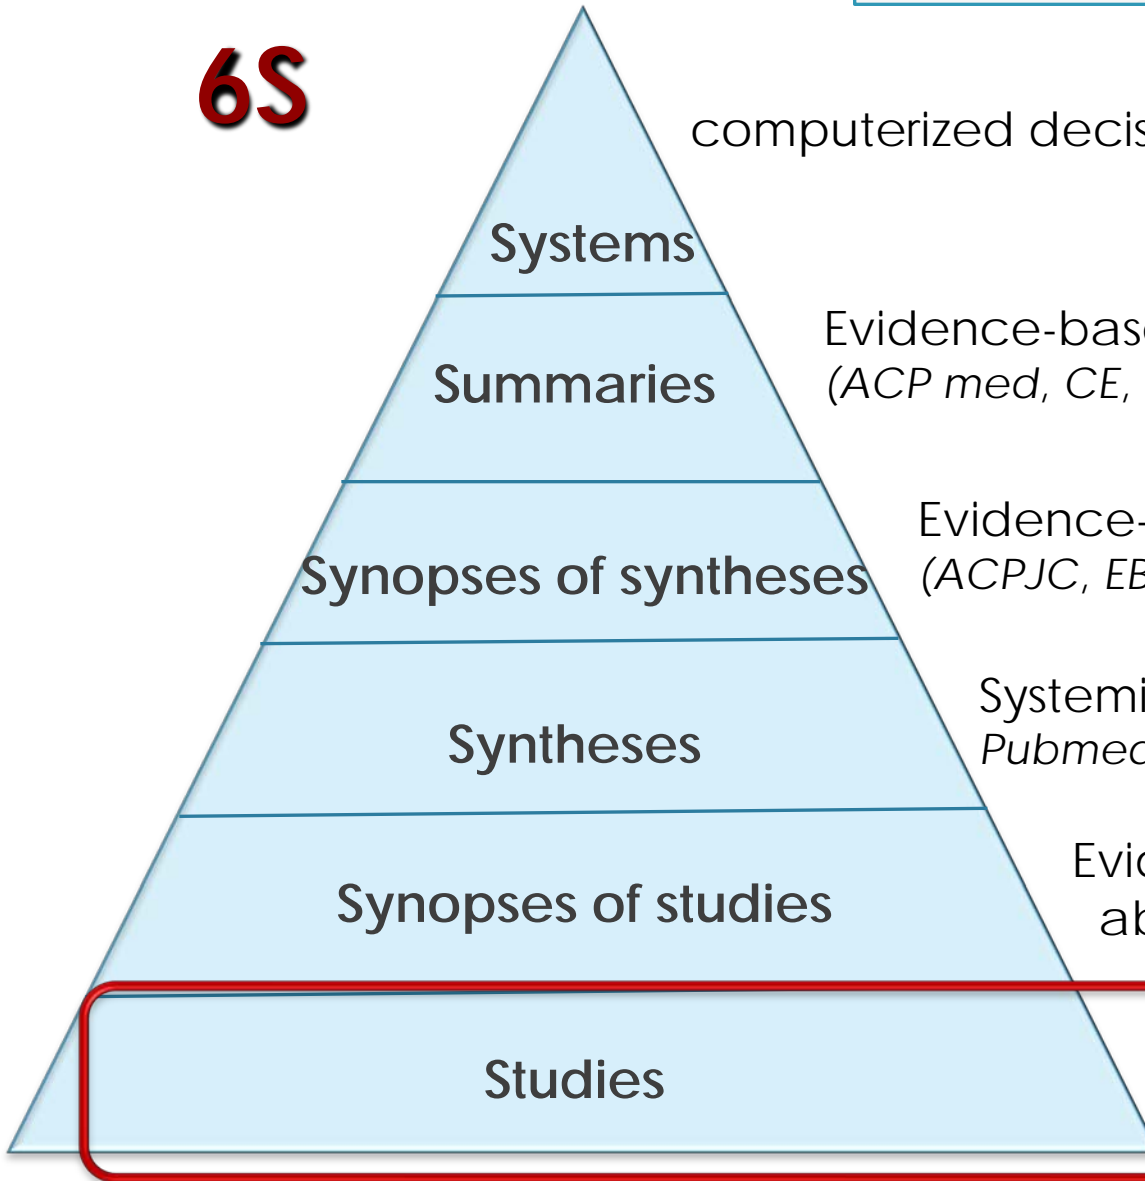 6S
computerized decis
Systems
Evidence-bas
Summaries
(ACP med, CE,
Evidence-
Synopses of syntheses
(ACPJC, EB
Systemi
Syntheses
Pubmed
Evid
Synopses of studies
ab
Studies